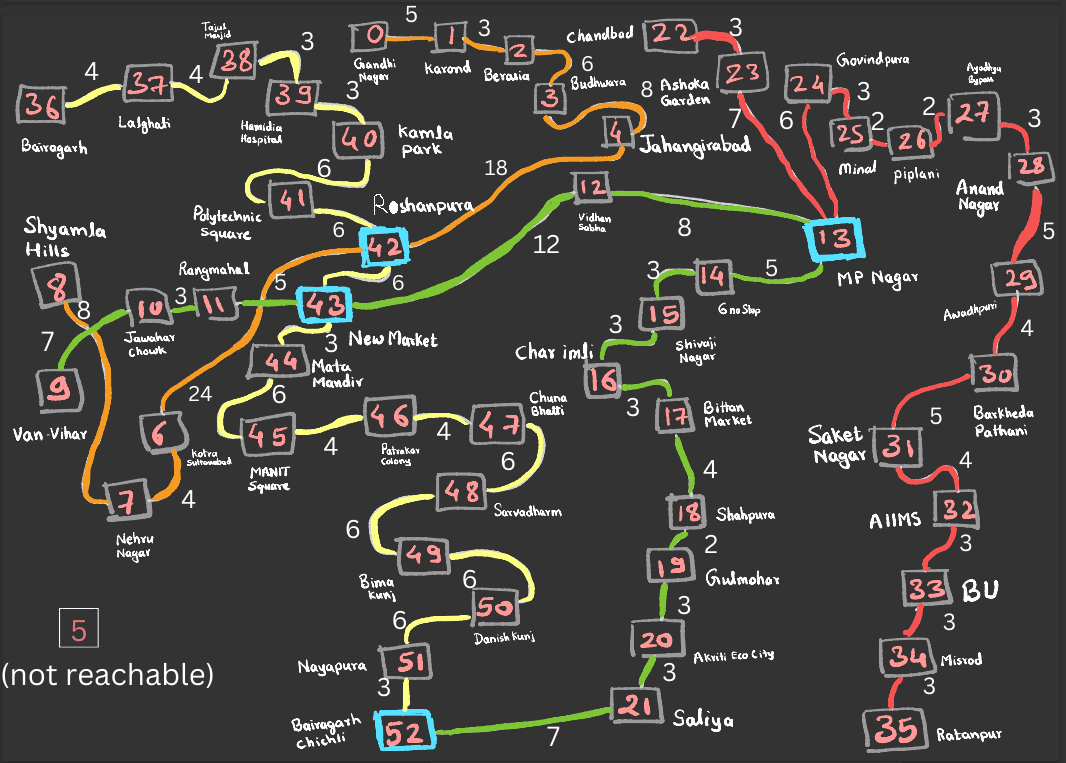 Tajul
Masjid
38
3
4
4
37
36
Lalghati
Bairagarh
39
Hamidia
Hospital
3
40
Kamla
Park
6
41
Polytechnic
Square
5
0
Gandhi
Nagar
1
Karond
3
2
Berasia
6
3
Budhwara
8
4
Jahangirabad
18
Chandbad
22
3
23
Ashoka
Garden
7
Govindpura
24
3
6
25
Minal
2
26
Piplani
2
Ayodhya
Bypass
27
3
28
Anand
Nagar
5
29
Awadhpuri
4
30
Barkheda
Pathani
5
Saket
Nagar
31
4
32
AIIMS
3
33
BU
3
34
Misrod
3
35
Ratanpur
Roshanpura
6
42
6
12
Vidhan
Sabha
12
8
13
MP Nagar
5
14
6 no Stop
3
15
Shivaji
Nagar
3
Char imli
16
3
17
Bittan
Market
4
18
Shahpura
2
19
Gulmohar
3
20
Akriti Eco City
3
21
Saliya
7
Shyamla
Hills
8
8
Rangmahal
5
10
3
11
Jawahar
Chowk
7
9
Van-Vihar
43
New Market
3
44
Mata
Mandir
24
6
Kotra
Sultanabad
4
7
Nehru
Nagar
6
45
MANIT
Square
4
46
Patrakar
Colony
4
47
Chuna
Bhatti
6
48
Sarvadharm
6
49
Bima
Kunj
6
50
Danish Kunj
6
51
Nayapura
3
52
Bairagarh
Chichli
5
(not reachable)